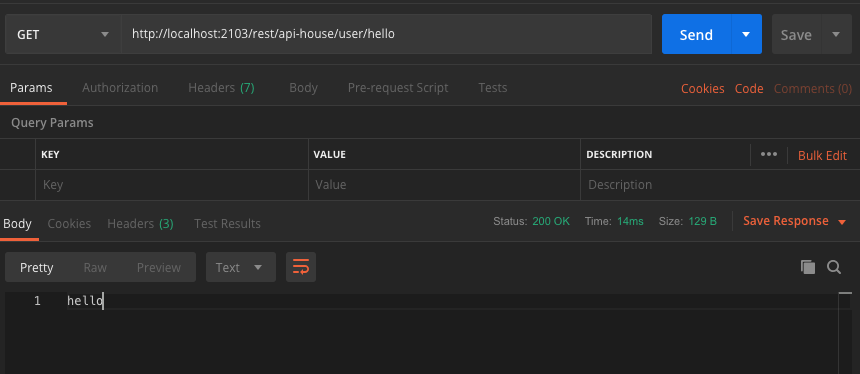 GET http://localhost:2103/rest/api-house/user/hello Send Save
Params Authorization Headers (7) Body Pre-request Script Tests Cookies Code Comments (0)
Query Params
KEY VALUE DESCRIPTION ••• Bulk Edit
Key Value Description
Body Cookies Headers (3) Test Results Status: 200 OK Time: 14ms Size: 129 B Save Response
Pretty Raw Preview Text
1 hello